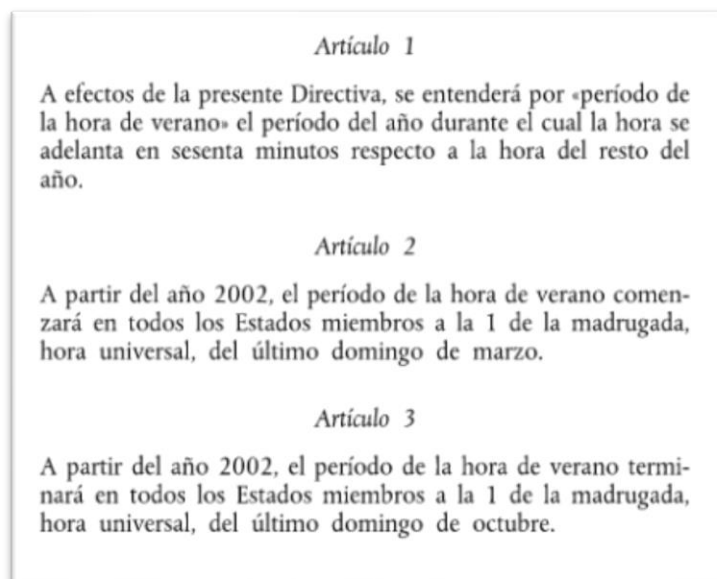 Artículo 1
A efectos de la presente Directiva, se entenderá por «período de
la hora de verano» el período del año durante el cual la hora se
adelanta en sesenta minutos respecto a la hora del resto del
año.
Artículo 2
A partir del año 2002, el período de la hora de verano comen-
zará en todos los Estados miembros a la 1 de la madrugada,
hora universal, del último domingo de marzo.
Artículo 3
A partir del año 2002, el período de la hora de verano termi-
nará en todos los Estados miembros a la 1 de la madrugada,
hora universal, del último domingo de octubre.